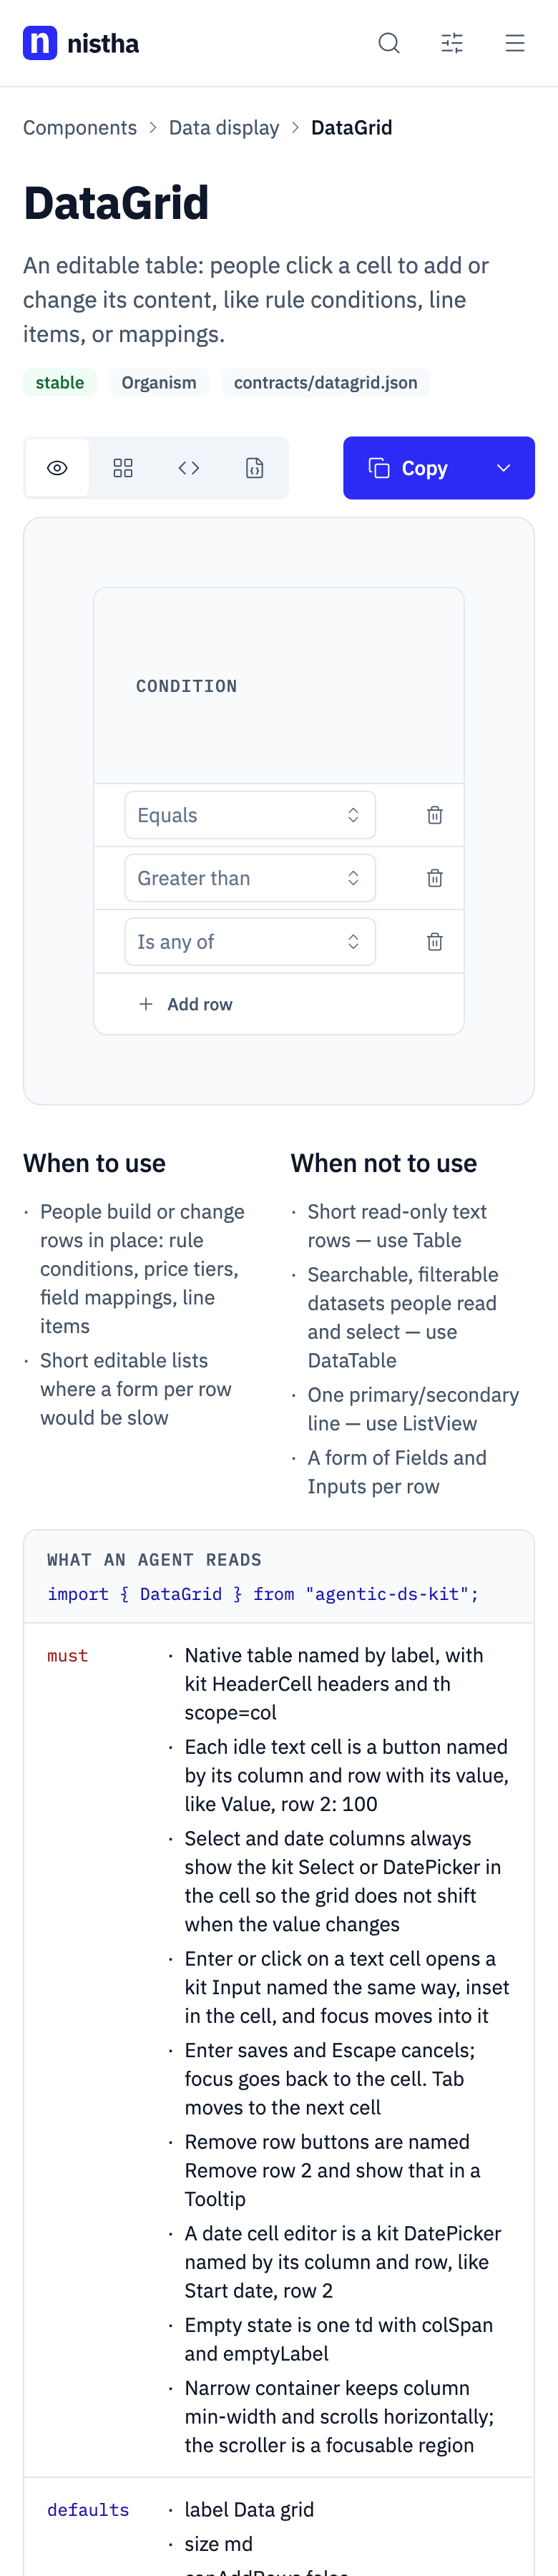 n nistha
Components > Data display > DataGrid
DataGrid
An editable table: people click a cell to add or
change its content, like rule conditions, line
items, or mappings.
stable Organism contracts/datagrid.json
Copy
CONDITION
Equals
Greater than
Is any of
+ Add row
When to use
· People build or change
rows in place: rule
conditions, price tiers,
field mappings, line
items
· Short editable lists
where a form per row
would be slow
When not to use
· Short read-only text
rows — use Table
· Searchable, filterable
datasets people read
and select — use
DataTable
· One primary/secondary
line — use ListView
· A form of Fields and
Inputs per row
WHAT AN AGENT READS
import { DataGrid } from "agentic-ds-kit";
must
· Native table named by label, with
kit HeaderCell headers and th
scope=col
· Each idle text cell is a button named
by its column and row with its value,
like Value, row 2: 100
· Select and date columns always
show the kit Select or DatePicker in
the cell so the grid does not shift
when the value changes
· Enter or click on a text cell opens a
kit Input named the same way, inset
in the cell, and focus moves into it
· Enter saves and Escape cancels;
focus goes back to the cell. Tab
moves to the next cell
· Remove row buttons are named
Remove row 2 and show that in a
Tooltip
· A date cell editor is a kit DatePicker
named by its column and row, like
Start date, row 2
· Empty state is one td with colSpan
and emptyLabel
· Narrow container keeps column
min-width and scrolls horizontally;
the scroller is a focusable region
defaults
· label Data grid
· size md